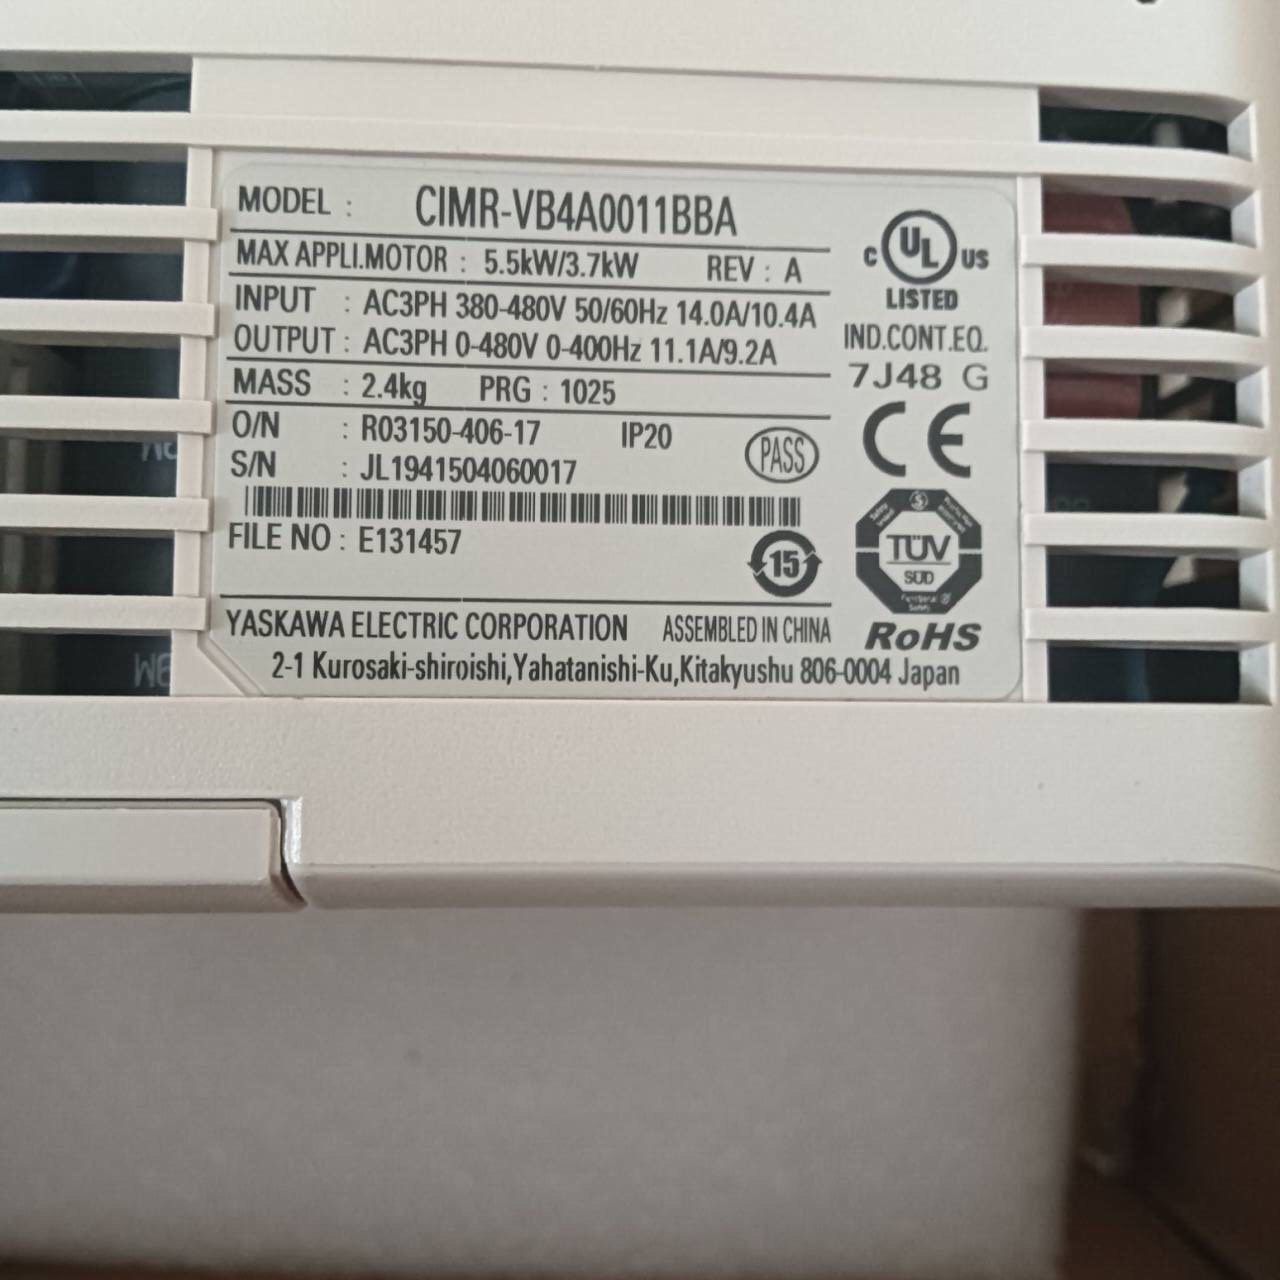 MODEL : CIMR-VB4A0011BBA
MAX APPLI.MOTOR : 5.5kW/3.7kW REV : A
INPUT : AC3PH 380-480V 50/60Hz 14.0A/10.4A
OUTPUT : AC3PH 0-480V 0-400Hz 11.1A/9.2A
MASS : 2.4kg PRG : 1025
O/N : R03150-406-17 IP20
S/N : JL1941504060017
PASS
FILE NO : E131457
15
YASKAWA ELECTRIC CORPORATION ASSEMBLED IN CHINA
2-1 Kurosaki-shiroishi,Yahatanishi-Ku,Kitakyushu 806-0004 Japan
C UL US
LISTED
IND.CONT.EQ.
7J48 G
CE
TÜV
SÜD
Functional
Safety
RoHS